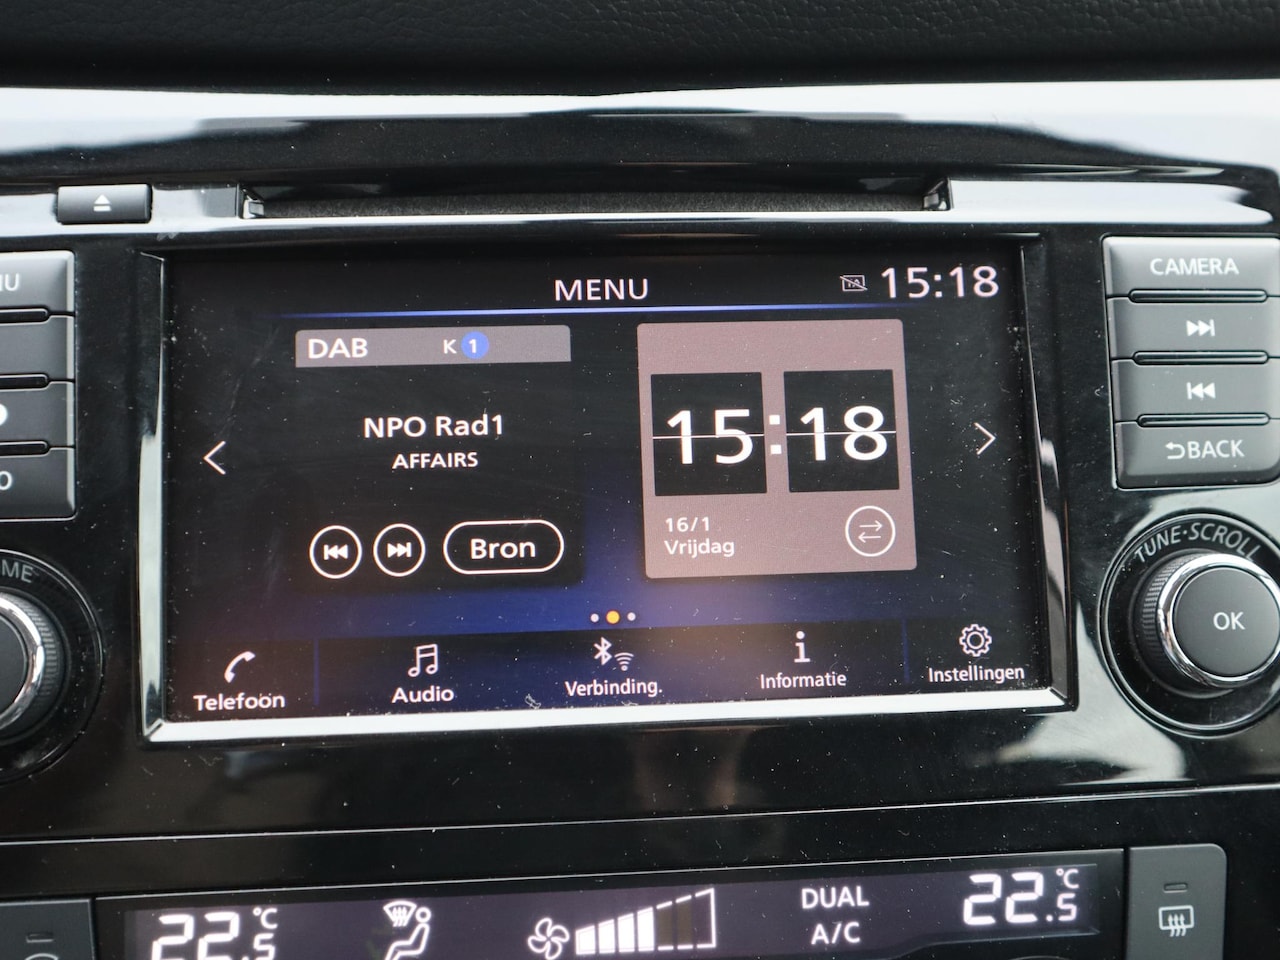 MENU
15:18
DAB
K 1
NPO Rad1
AFFAIRS
Bron
15:18
16/1
Vrijdag
Telefoon
Audio
Verbinding.
Informatie
Instellingen
CAMERA
BACK
TUNE·SCROLL
OK
22.5 °C
DUAL
A/C
22.5 °C